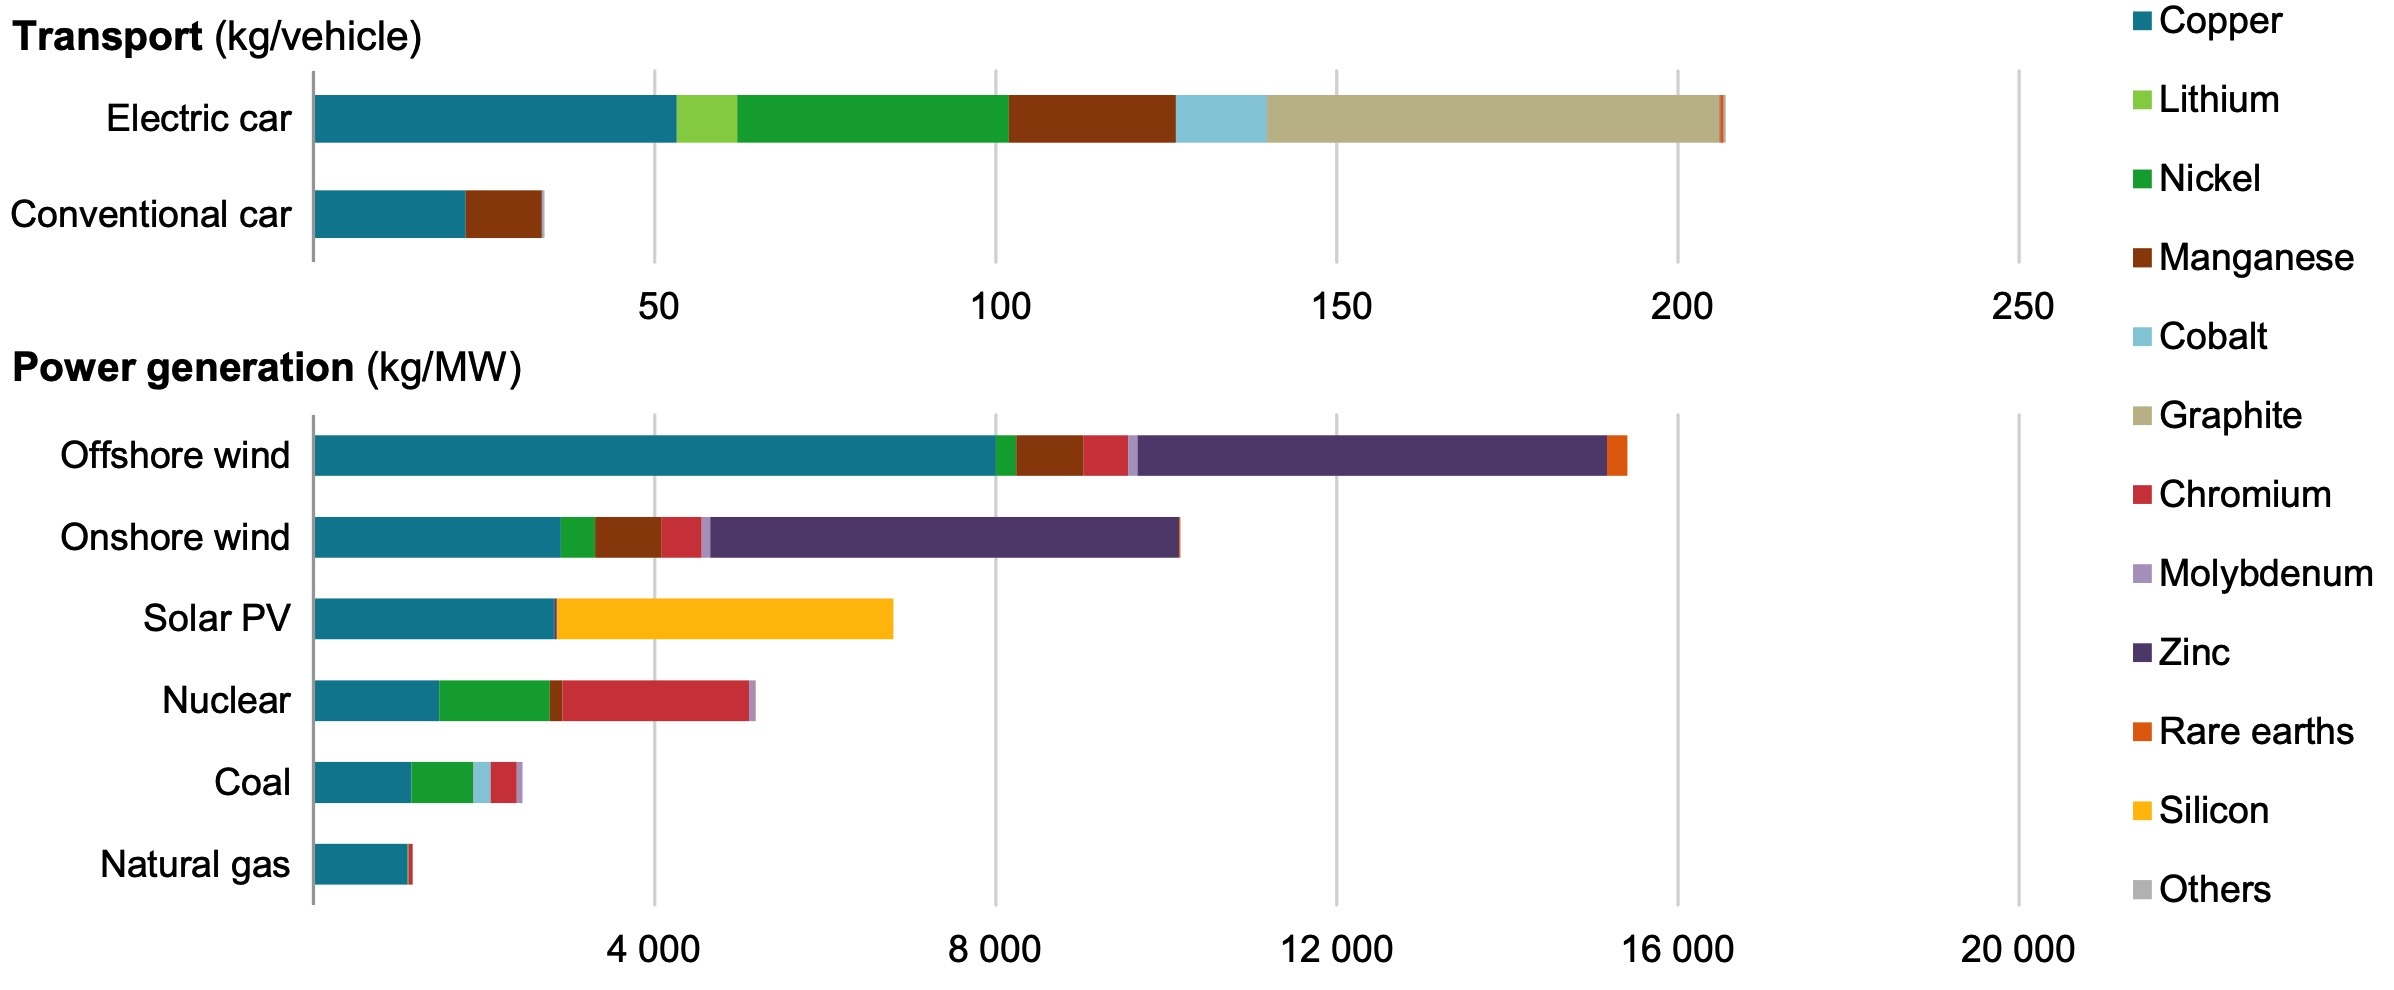 Transport (kg/vehicle)
Electric car
Conventional car
50 100 150 200 250
Power generation (kg/MW)
Offshore wind
Onshore wind
Solar PV
Nuclear
Coal
Natural gas
4 000 8 000 12 000 16 000 20 000
Copper
Lithium
Nickel
Manganese
Cobalt
Graphite
Chromium
Molybdenum
Zinc
Rare earths
Silicon
Others